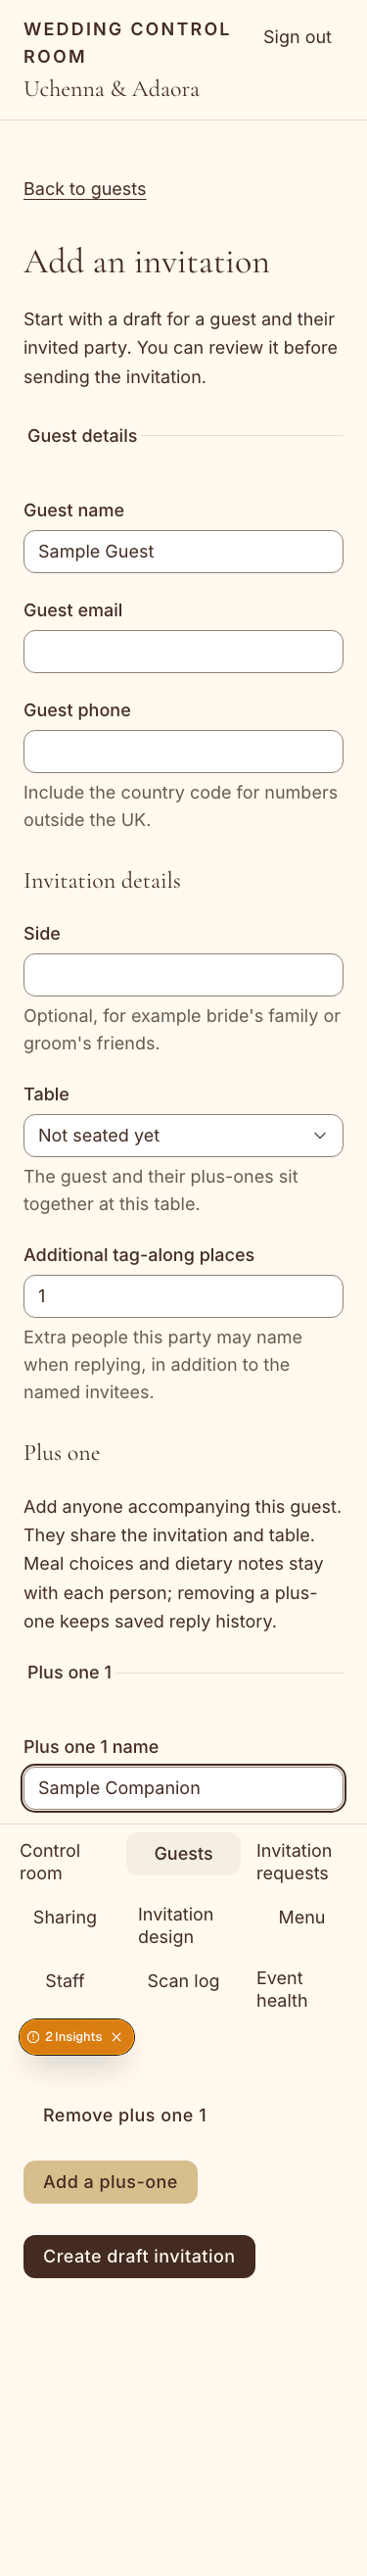 WEDDING CONTROL
ROOM
Sign out
Uchenna & Adaora
Back to guests
Add an invitation
Start with a draft for a guest and their
invited party. You can review it before
sending the invitation.
Guest details
Guest name
Sample Guest
Guest email
Guest phone
Include the country code for numbers
outside the UK.
Invitation details
Side
Optional, for example bride's family or
groom's friends.
Table
Not seated yet
The guest and their plus-ones sit
together at this table.
Additional tag-along places
1
Extra people this party may name
when replying, in addition to the
named invitees.
Plus one
Add anyone accompanying this guest.
They share the invitation and table.
Meal choices and dietary notes stay
with each person; removing a plus-
one keeps saved reply history.
Plus one 1
Plus one 1 name
Sample Companion
Control
room
Guests
Invitation
requests
Sharing
Invitation
design
Menu
Staff
Scan log
Event
health
2 Insights
Remove plus one 1
Add a plus-one
Create draft invitation